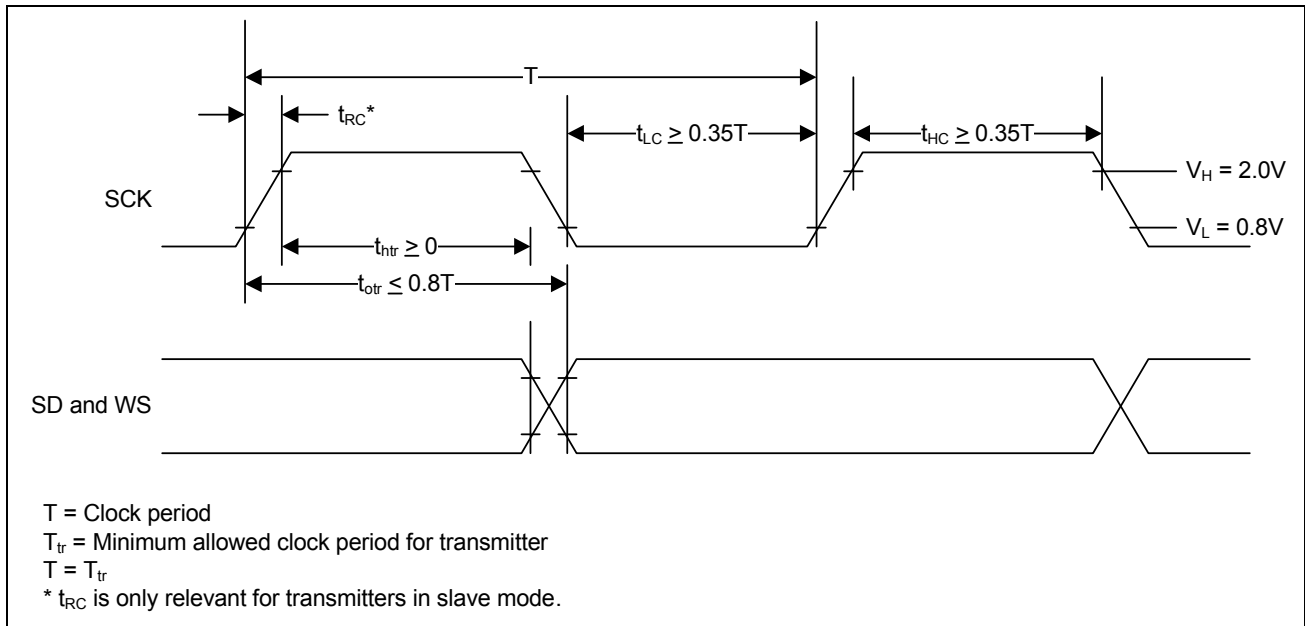 T
t_RC*
t_LC ≥ 0.35T
t_HC ≥ 0.35T
V_H = 2.0V
SCK
V_L = 0.8V
t_htr ≥ 0
t_otr ≤ 0.8T
SD and WS
T = Clock period
T_tr = Minimum allowed clock period for transmitter
T = T_tr
* t_RC is only relevant for transmitters in slave mode.